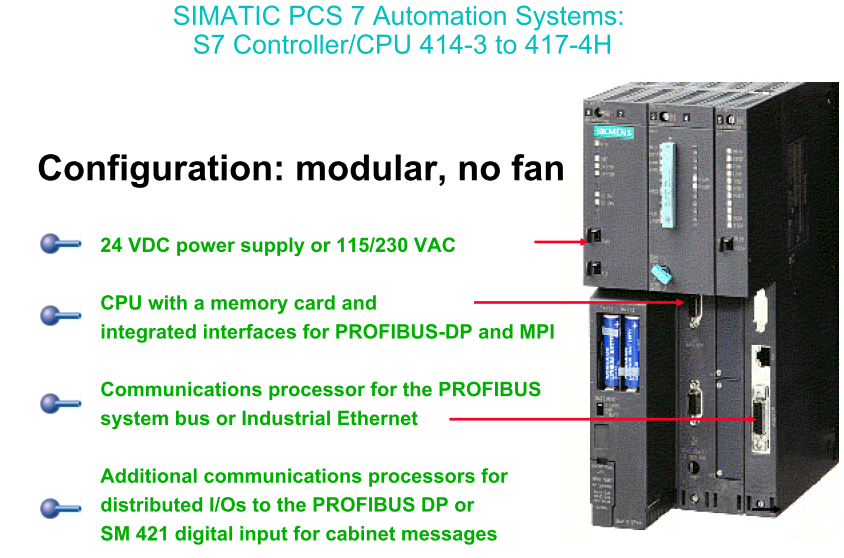 SIMATIC PCS 7 Automation Systems:
S7 Controller/CPU 414-3 to 417-4H
Configuration: modular, no fan
24 VDC power supply or 115/230 VAC
CPU with a memory card and
integrated interfaces for PROFIBUS-DP and MPI
Communications processor for the PROFIBUS
system bus or Industrial Ethernet
Additional communications processors for
distributed I/Os to the PROFIBUS DP or
SM 421 digital input for cabinet messages
SIEMENS